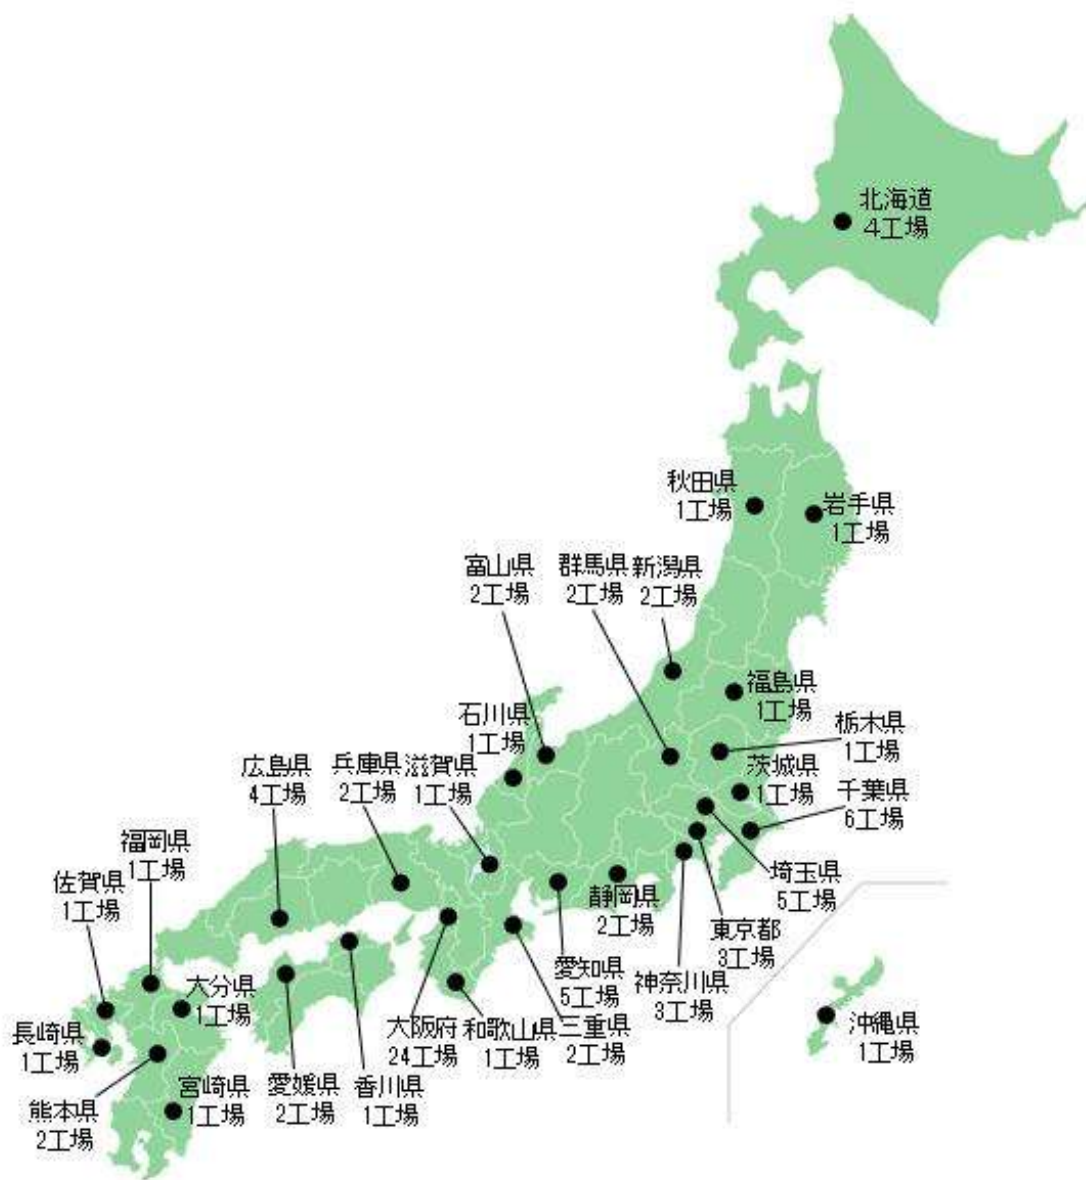 北海道
4工場
秋田県
1工場
岩手県
1工場
富山県
2工場
群馬県
2工場
新潟県
2工場
福島県
1工場
石川県
1工場
栃木県
1工場
広島県
4工場
兵庫県
2工場
滋賀県
1工場
茨城県
1工場
千葉県
6工場
福岡県
1工場
佐賀県
1工場
埼玉県
5工場
静岡県
2工場
東京都
3工場
愛知県
5工場
神奈川県
3工場
大分県
1工場
長崎県
1工場
大阪府
24工場
和歌山県
1工場
三重県
2工場
沖縄県
1工場
熊本県
2工場
宮崎県
1工場
愛媛県
2工場
香川県
1工場